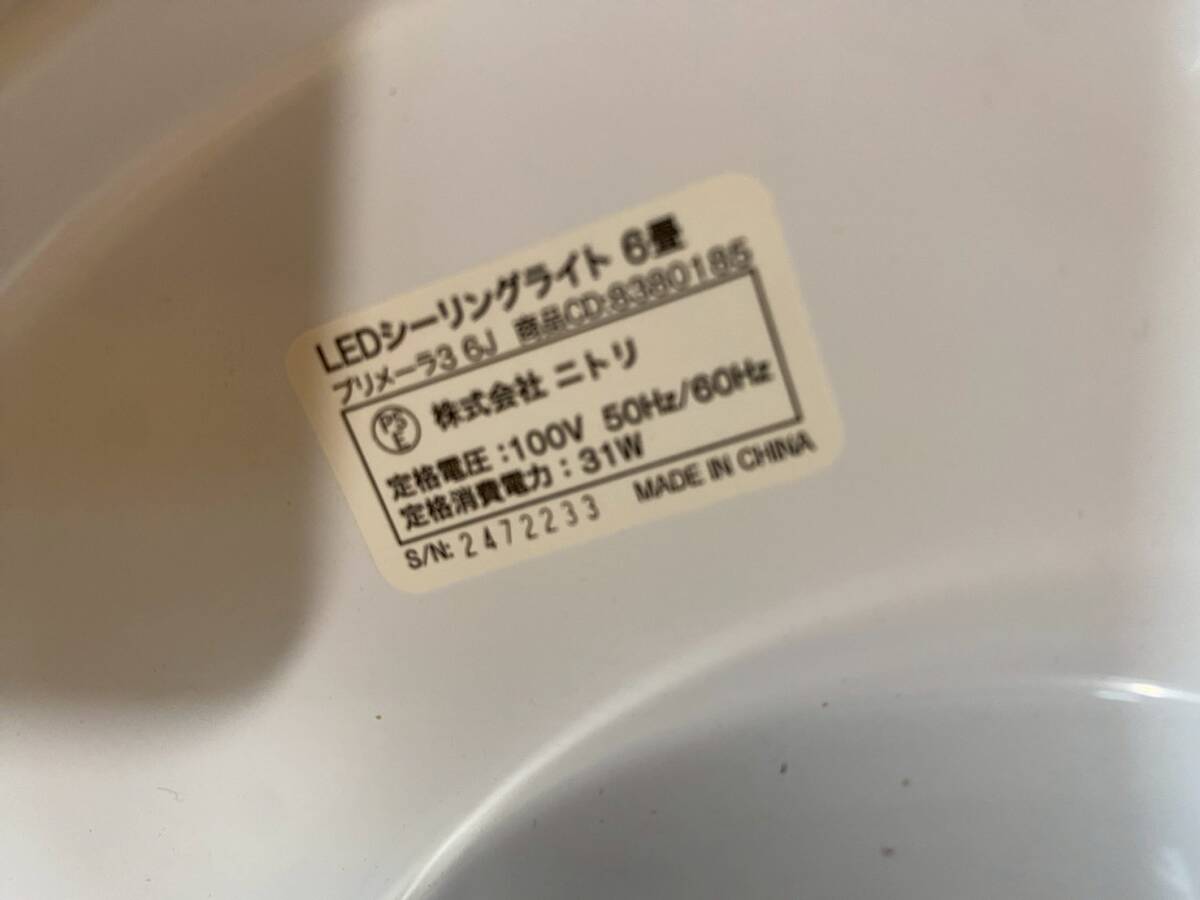 LEDシーリングライト 6畳
プリメーラ3 6J 商品CD:8380185
PSE 株式会社 ニトリ
定格電圧:100V 50Hz/60Hz
定格消費電力:31W
S/N: 2472233 MADE IN CHINA